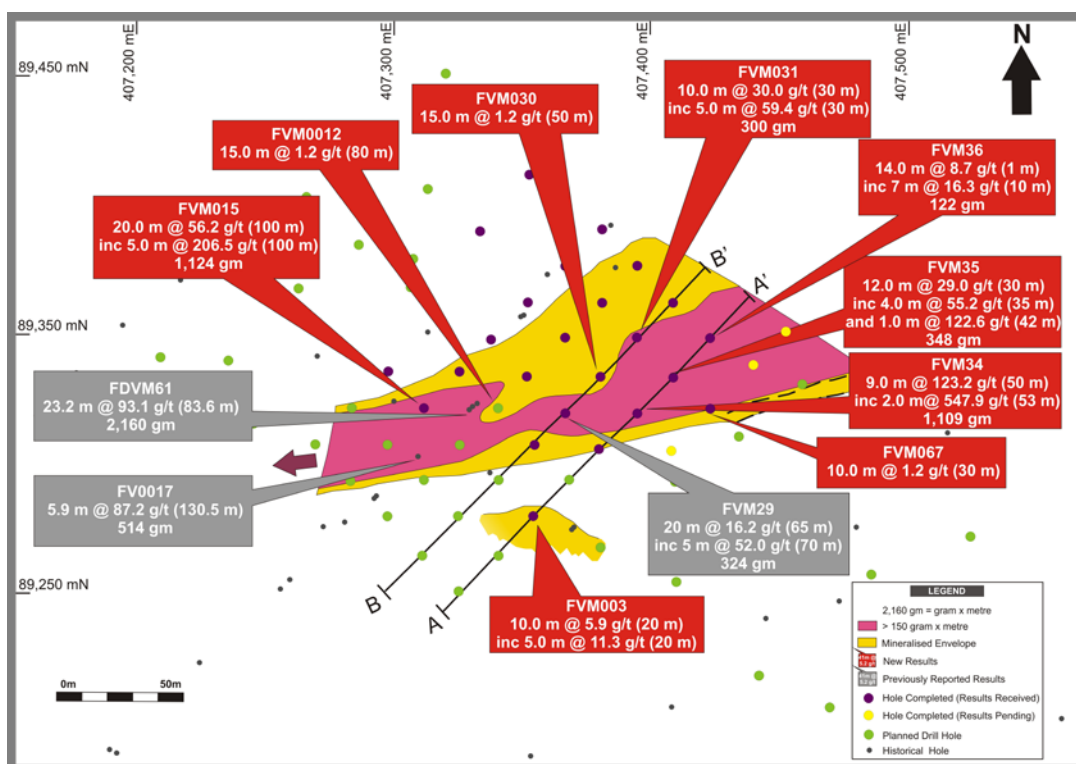 407,200 mE
407,300 mE
407,400 mE
407,500 mE
N
89,450 mN
89,350 mN
89,250 mN
FVM031
10.0 m @ 30.0 g/t (30 m)
inc 5.0 m @ 59.4 g/t (30 m)
300 gm
FVM030
15.0 m @ 1.2 g/t (50 m)
FVM0012
15.0 m @ 1.2 g/t (80 m)
FVM36
14.0 m @ 8.7 g/t (1 m)
inc 7 m @ 16.3 g/t (10 m)
122 gm
FVM015
20.0 m @ 56.2 g/t (100 m)
inc 5.0 m @ 206.5 g/t (100 m)
1,124 gm
B'
A'
FVM35
12.0 m @ 29.0 g/t (30 m)
inc 4.0 m @ 55.2 g/t (35 m)
and 1.0 m @ 122.6 g/t (42 m)
348 gm
FVM34
9.0 m @ 123.2 g/t (50 m)
inc 2.0 m @ 547.9 g/t (53 m)
1,109 gm
FDVM61
23.2 m @ 93.1 g/t (83.6 m)
2,160 gm
FVM067
10.0 m @ 1.2 g/t (30 m)
FV0017
5.9 m @ 87.2 g/t (130.5 m)
514 gm
FVM29
20 m @ 16.2 g/t (65 m)
inc 5 m @ 52.0 g/t (70 m)
324 gm
B
A
FVM003
10.0 m @ 5.9 g/t (20 m)
inc 5.0 m @ 11.3 g/t (20 m)
0m
50m
LEGEND
2,160 gm = gram x metre
> 150 gram x metre
Mineralised Envelope
New Results
Previously Reported Results
Hole Completed (Results Received)
Hole Completed (Results Pending)
Planned Drill Hole
Historical Hole